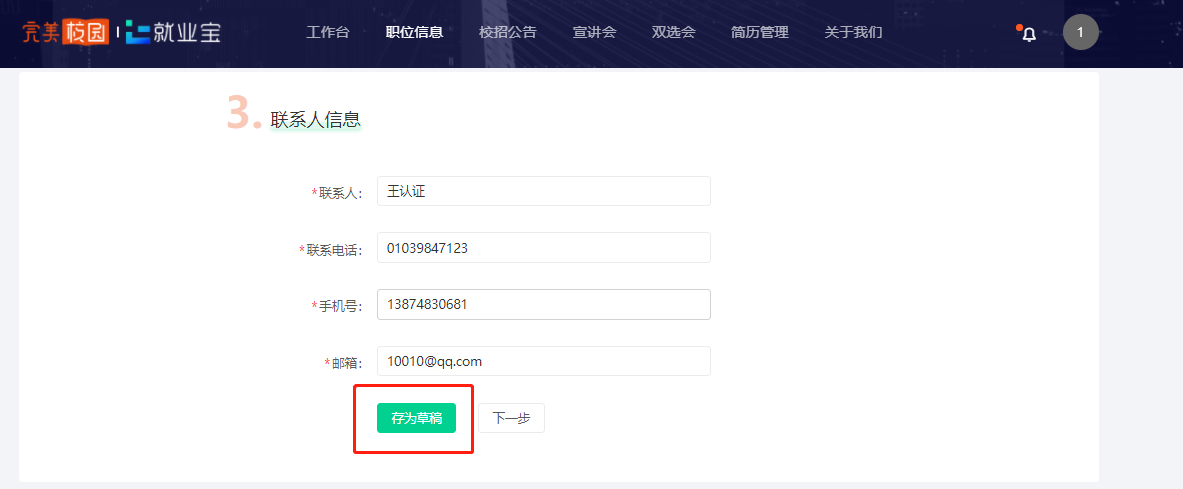 完美校园 | 就业宝 工作台 职位信息 校招公告 宣讲会 双选会 简历管理 关于我们 1
3. 联系人信息
*联系人: 王认证
*联系电话: 01039847123
*手机号: 13874830681
*邮箱: 10010@qq.com
存为草稿 下一步